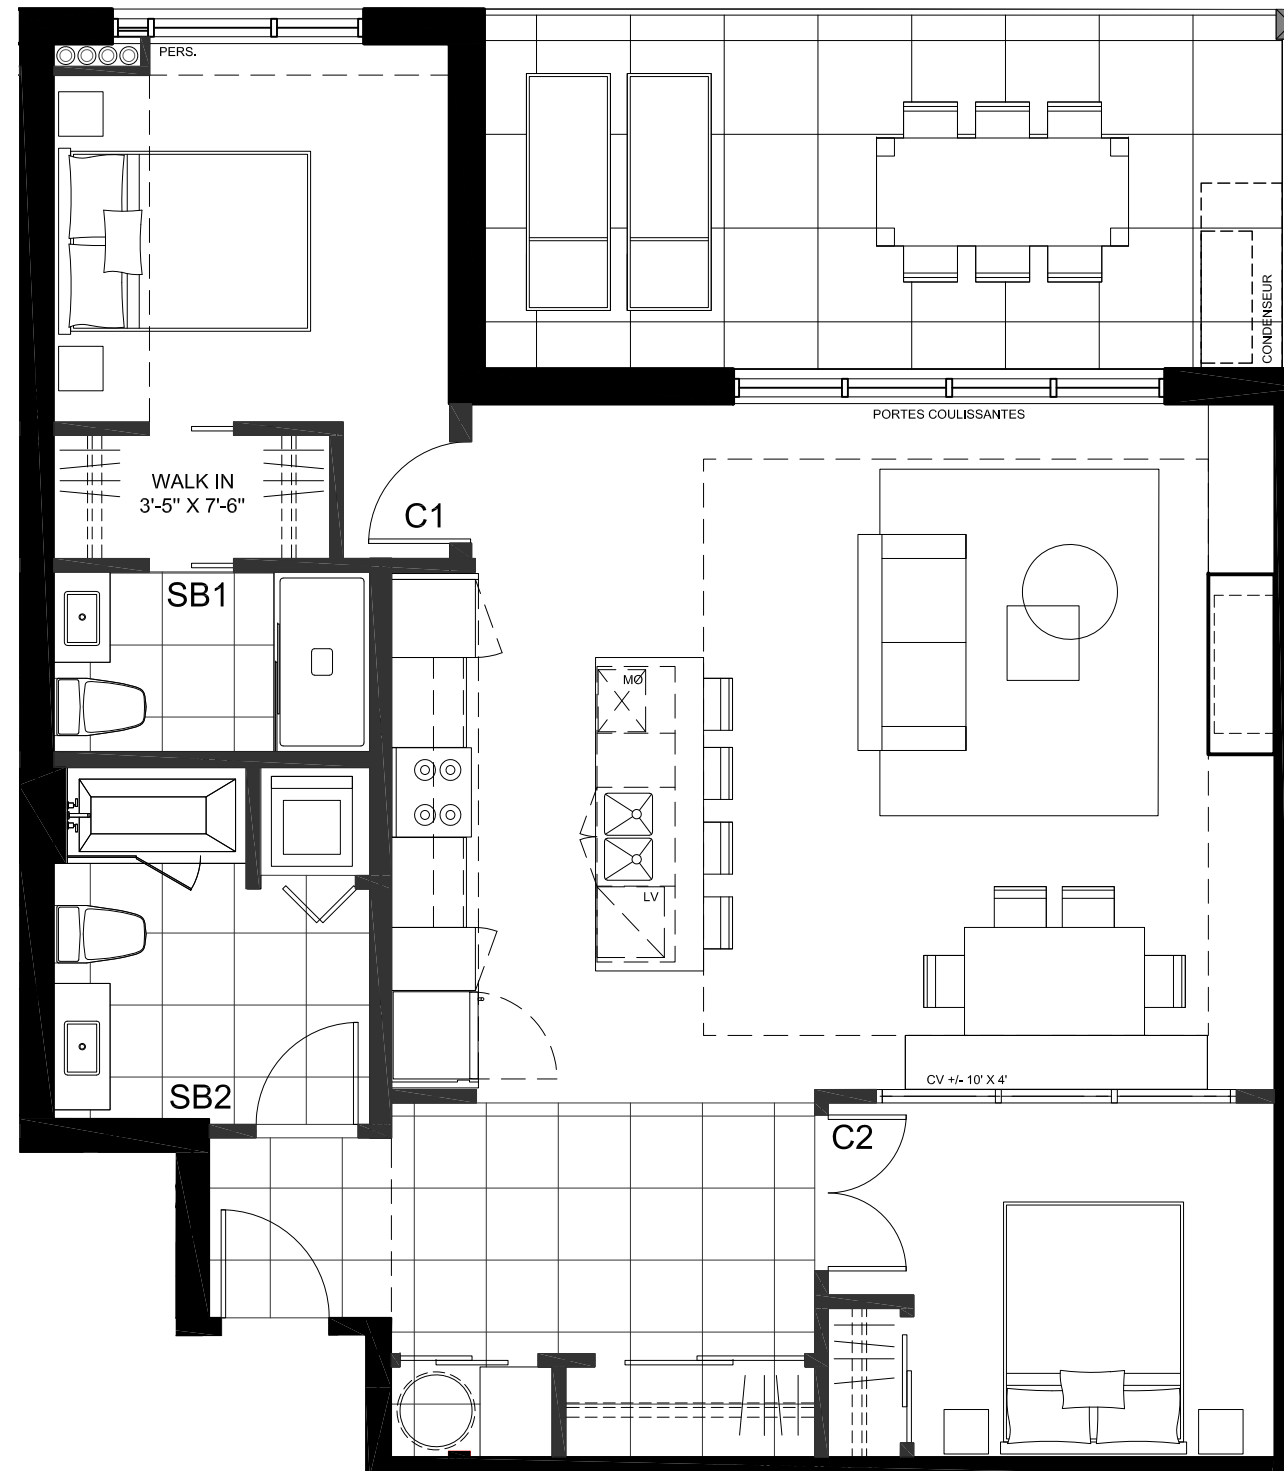 PERS.
CONDENSEUR
PORTES COULISSANTES
WALK IN
3'-5" X 7'-6"
C1
SB1
MO
LV
CV +/- 10' X 4'
SB2
C2